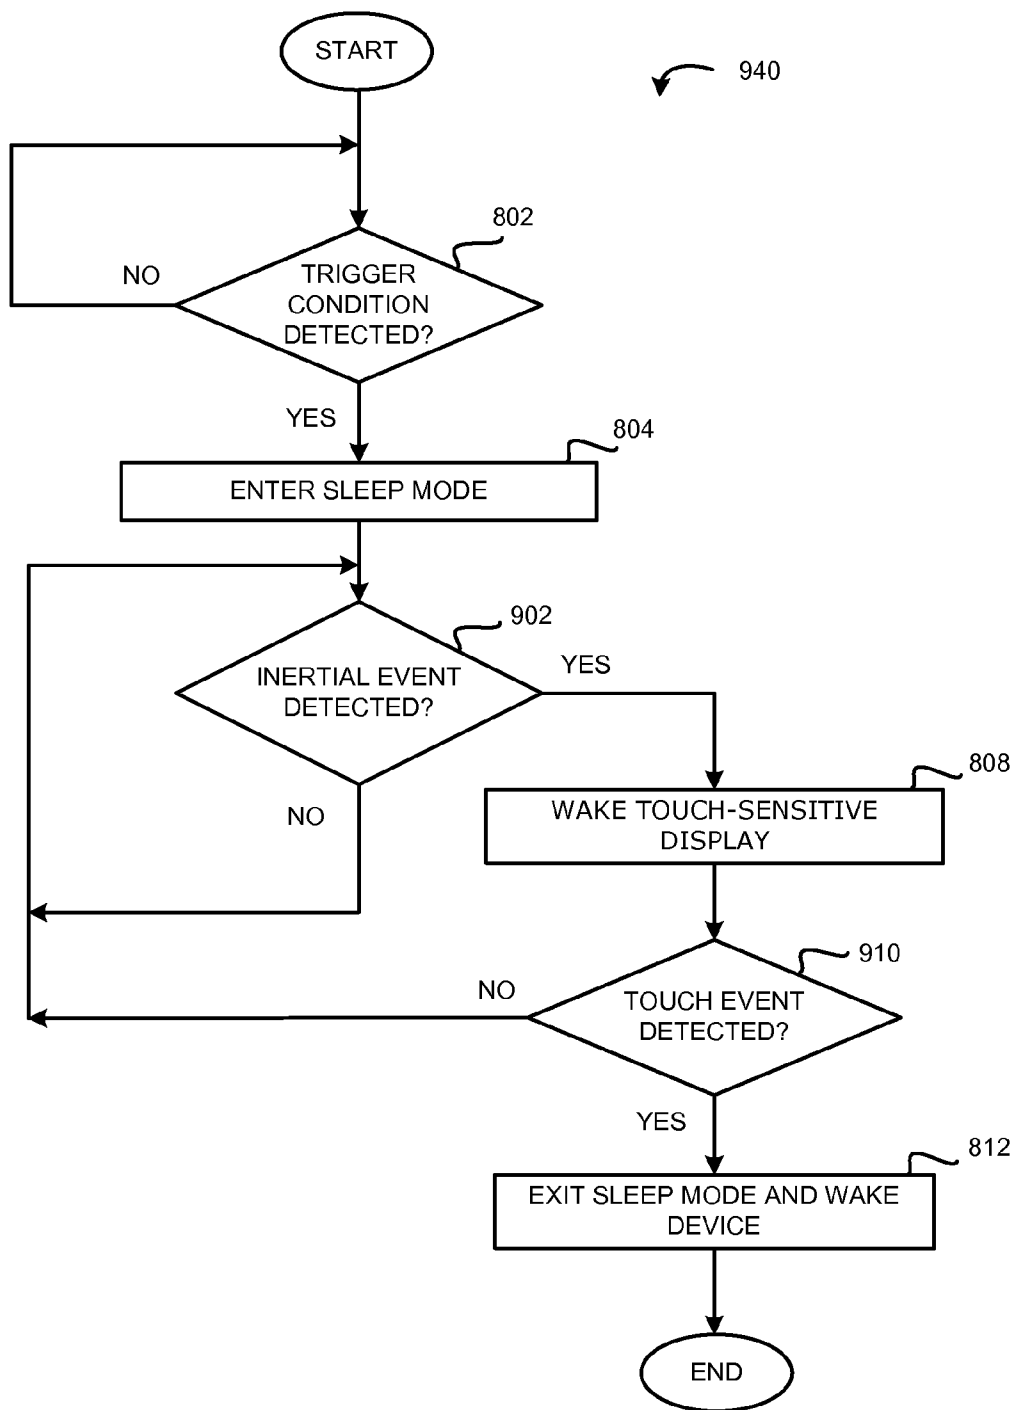 START
940
802
NO
TRIGGER
CONDITION
DETECTED?
YES
804
ENTER SLEEP MODE
902
YES
INERTIAL EVENT
DETECTED?
808
NO
WAKE TOUCH-SENSITIVE
DISPLAY
910
NO
TOUCH EVENT
DETECTED?
YES
812
EXIT SLEEP MODE AND WAKE
DEVICE
END